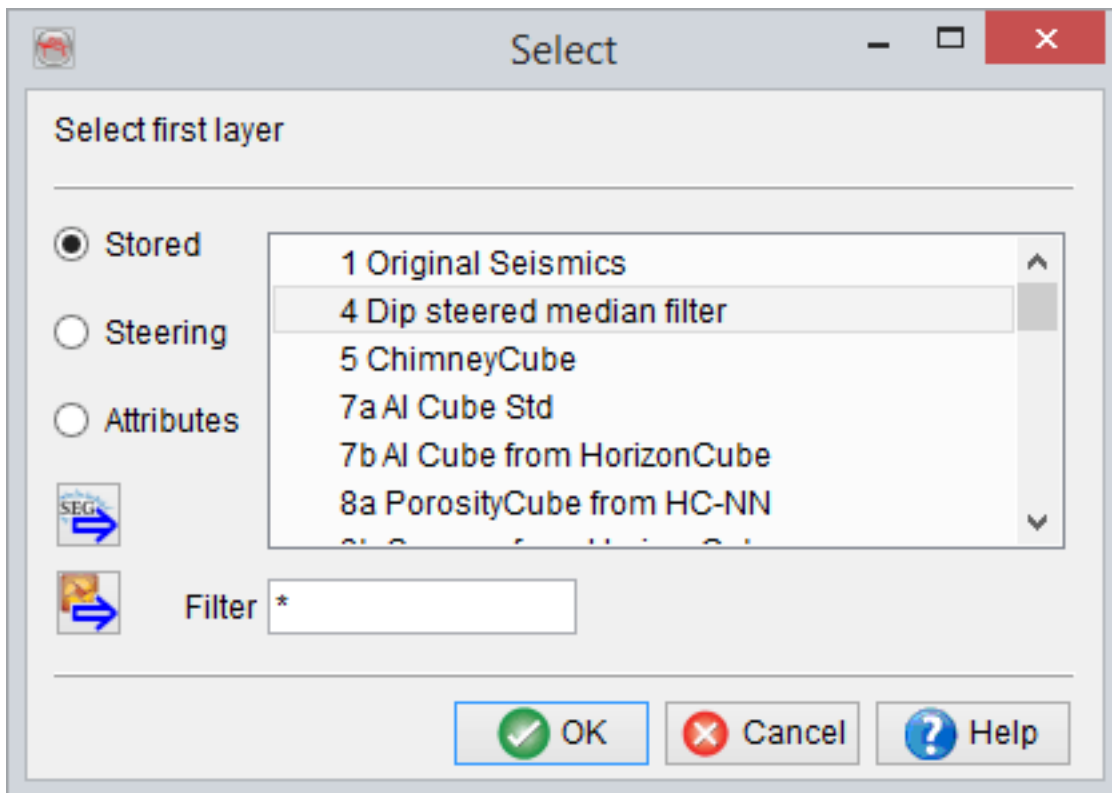 Select
Select first layer
Stored
Steering
Attributes
1 Original Seismics
4 Dip steered median filter
5 ChimneyCube
7a AI Cube Std
7b AI Cube from HorizonCube
8a PorosityCube from HC-NN
SEG
Filter *
OK
Cancel
Help